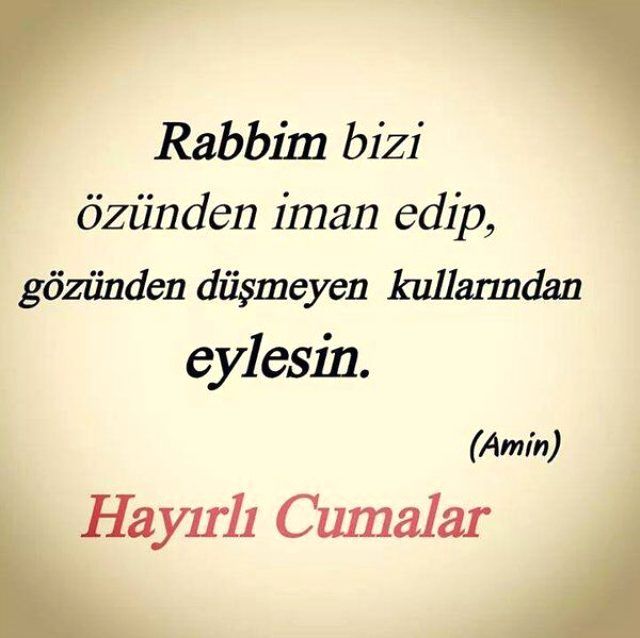 Rabbim bizi
özünden iman edip,
gözünden düşmeyen kullarından
eylesin.
(Amin)
Hayırlı Cumalar